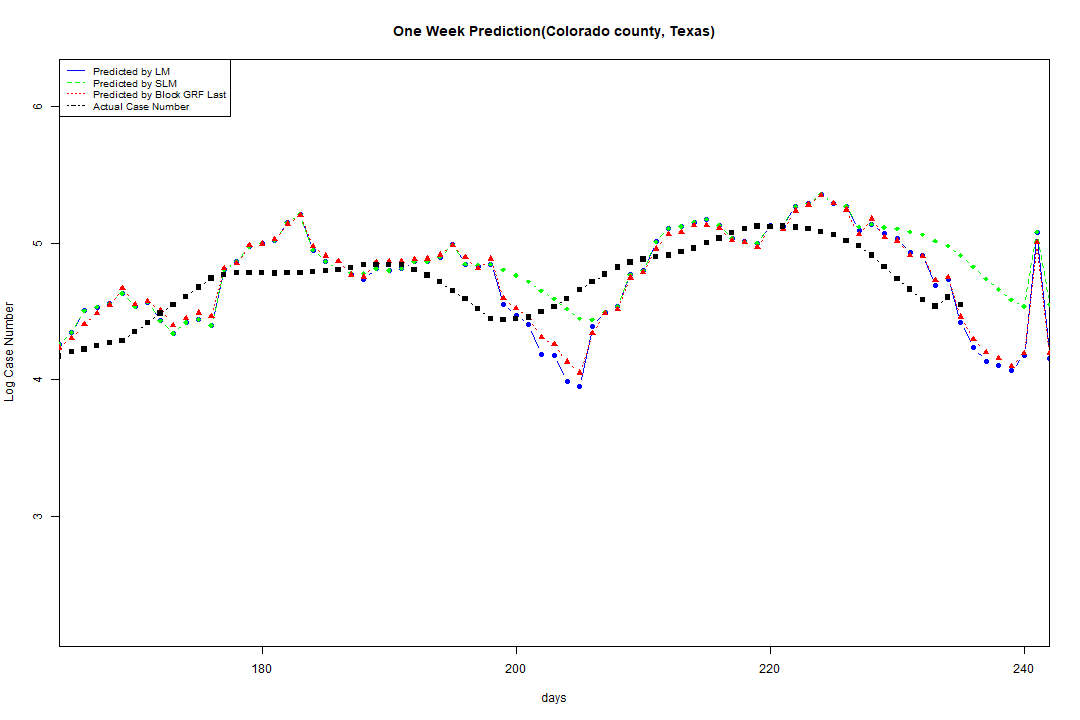 One Week Prediction(Colorado county, Texas)
Predicted by LM
Predicted by SLM
Predicted by Block GRF Last
Actual Case Number
6
5
4
3
Log Case Number
180
200
220
240
days